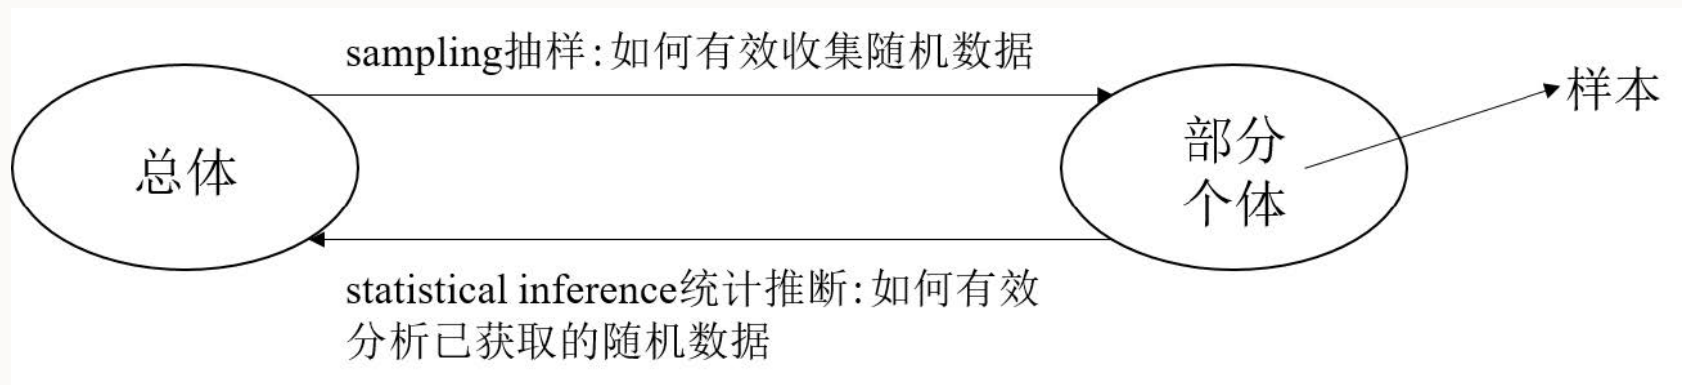 sampling抽样:如何有效收集随机数据
样本
总体
部分
个体
statistical inference统计推断:如何有效
分析已获取的随机数据